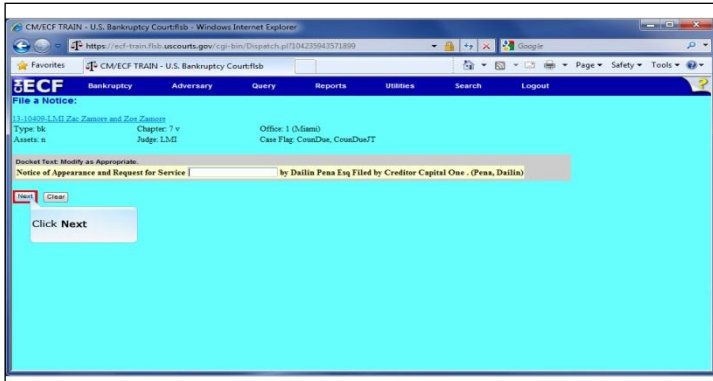 CM/ECF TRAIN - U.S. Bankruptcy Court:flsb - Windows Internet Explorer
https://ecf-train.flsb.uscourts.gov/cgi-bin/Dispatch.pl?104235943571899
Google
Favorites CM/ECF TRAIN - U.S. Bankruptcy Court:flsb Page Safety Tools
ECF Bankruptcy Adversary Query Reports Utilities Search Logout ?
File a Notice:
13-10409-LMI Zac Zamore and Zoe Zamore
Type: bk Chapter: 7 v Office: 1 (Miami)
Assets: n Judge: LMI Case Flag: CounDue, CounDueJT
Docket Text: Modify as Appropriate.
Notice of Appearance and Request for Service by Dailin Pena Esq Filed by Creditor Capital One . (Pena, Dailin)
Next Clear
Click Next